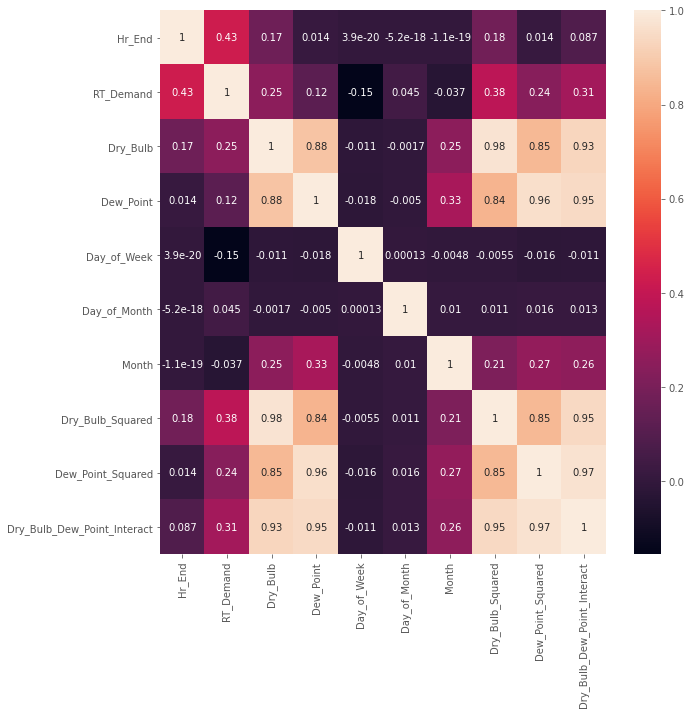 Hr_End 1 0.43 0.17 0.014 3.9e-20 -5.2e-18 -1.1e-19 0.18 0.014 0.087
RT_Demand 0.43 1 0.25 0.12 -0.15 0.045 -0.037 0.38 0.24 0.31
Dry_Bulb 0.17 0.25 1 0.88 -0.011 -0.0017 0.25 0.98 0.85 0.93
Dew_Point 0.014 0.12 0.88 1 -0.018 -0.005 0.33 0.84 0.96 0.95
Day_of_Week 3.9e-20 -0.15 -0.011 -0.018 1 0.00013 -0.0048 -0.0055 -0.016 -0.011
Day_of_Month -5.2e-18 0.045 -0.0017 -0.005 0.00013 1 0.01 0.011 0.016 0.013
Month -1.1e-19 -0.037 0.25 0.33 -0.0048 0.01 1 0.21 0.27 0.26
Dry_Bulb_Squared 0.18 0.38 0.98 0.84 -0.0055 0.011 0.21 1 0.85 0.95
Dew_Point_Squared 0.014 0.24 0.85 0.96 -0.016 0.016 0.27 0.85 1 0.97
Dry_Bulb_Dew_Point_Interact 0.087 0.31 0.93 0.95 -0.011 0.013 0.26 0.95 0.97 1
Hr_End
RT_Demand
Dry_Bulb
Dew_Point
Day_of_Week
Day_of_Month
Month
Dry_Bulb_Squared
Dew_Point_Squared
Dry_Bulb_Dew_Point_Interact
1.0
0.8
0.6
0.4
0.2
0.0